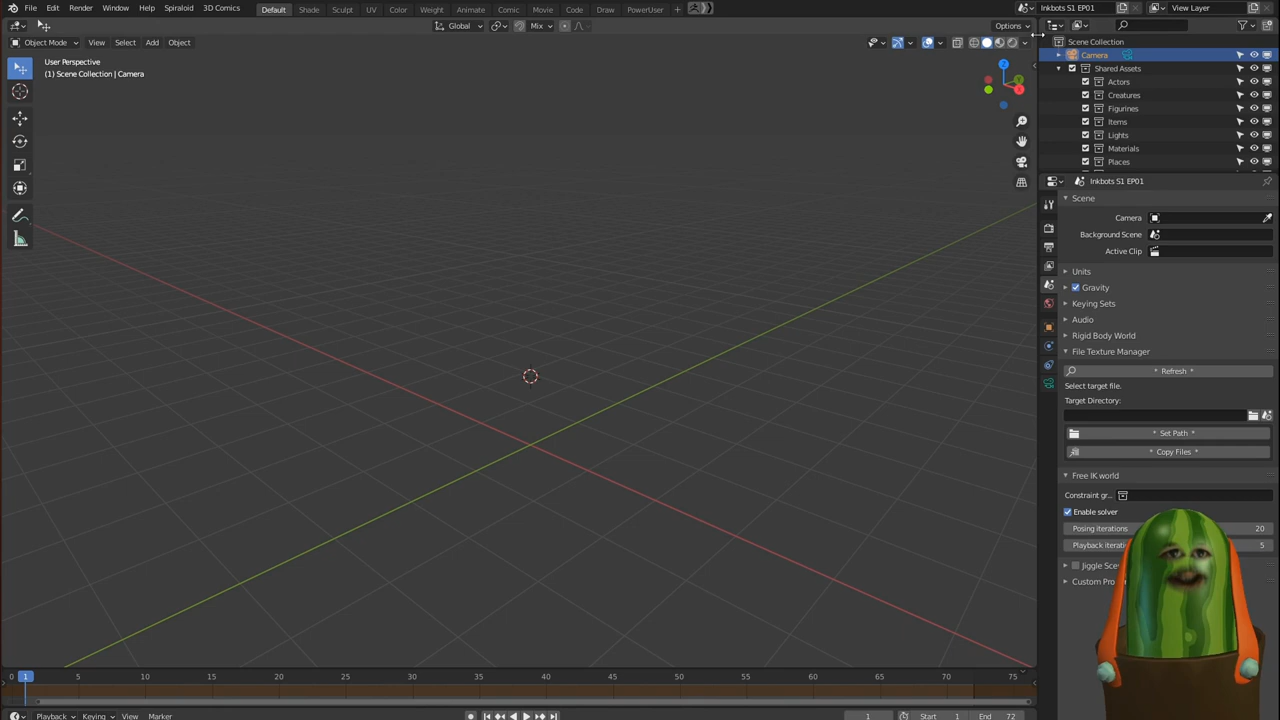 File Edit Render Window Help Spiraloid 3D Comics Default Shade Sculpt UV Color Weight Animate Comic Movie Code Draw PowerUser + Inkbots S1 EP01 View Layer
Global Mix Options
Object Mode View Select Add Object
User Perspective
(1) Scene Collection | Camera
Z
Y
X
Scene Collection
Camera
Shared Assets
Actors
Creatures
Figurines
Items
Lights
Materials
Places
Inkbots S1 EP01
Scene
Camera
Background Scene
Active Clip
Units
Gravity
Keying Sets
Audio
Rigid Body World
File Texture Manager
* Refresh *
Select target file.
Target Directory:
* Set Path *
* Copy Files *
Free IK world
Constraint gr...
Enable solver
Posing iterations 20
Playback 5
Jiggle
Custom
0 1 5 10 15 20 25 30 35 40 45 50 55 60 65 70 75
Playback Keying View Marker 1 Start 1 End 72